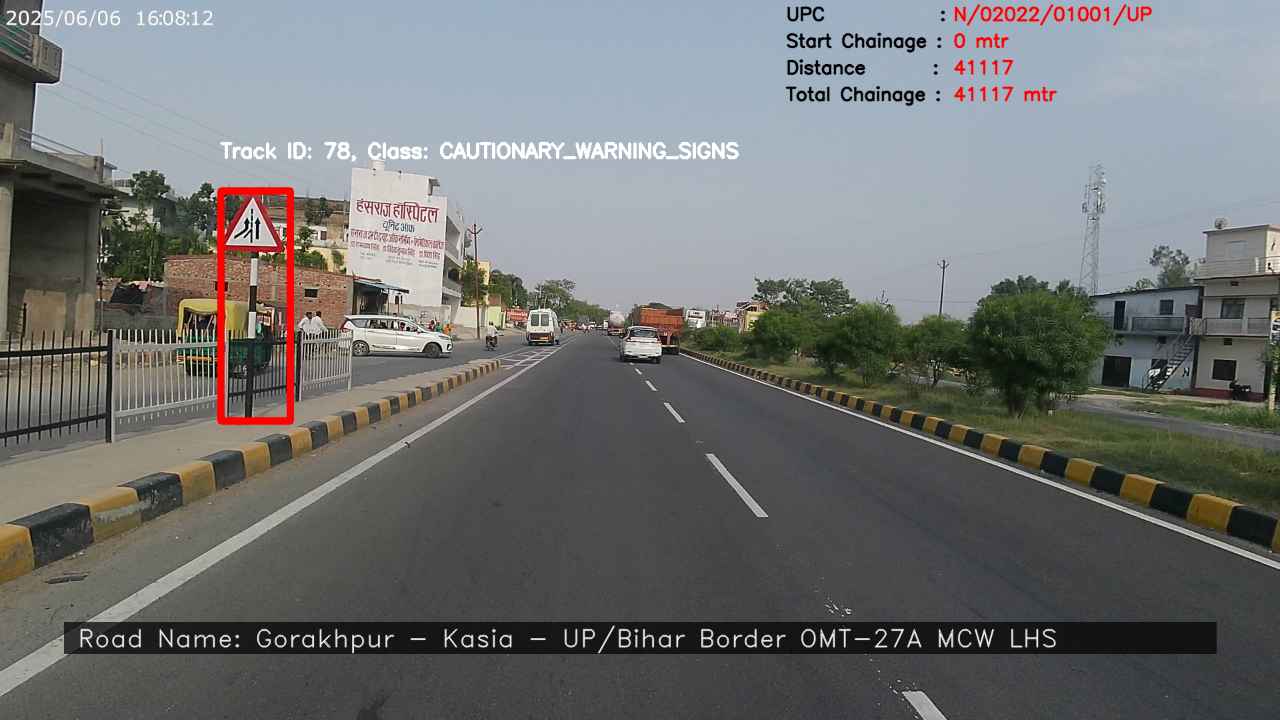 2025/06/06 16:08:12
UPC : N/02022/01001/UP
Start Chainage : 0 mtr
Distance : 41117
Total Chainage : 41117 mtr
Track ID: 78, Class: CAUTIONARY_WARNING_SIGNS
हंसराज हॉस्पिटल
यूनिट ऑफ
Road Name: Gorakhpur - Kasia - UP/Bihar Border OMT-27A MCW LHS